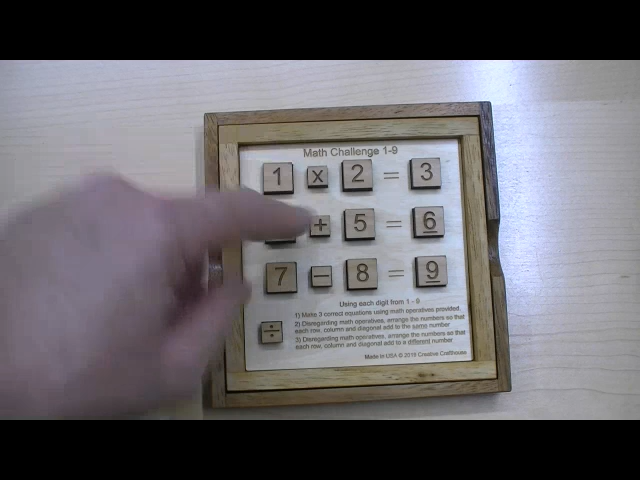 Math Challenge 1-9
1 x 2 = 3
+ 5 = 6
7 − 8 = 9
Using each digit from 1 - 9
1) Make 3 correct equations using math operatives provided
÷
2) Disregarding math operatives, arrange the numbers so that
each row, column and diagonal add to the same number
3) Disregarding math operatives, arrange the numbers so that
each row, column and diagonal add to a different number
Made in USA © 2018 Creative Crafthouse